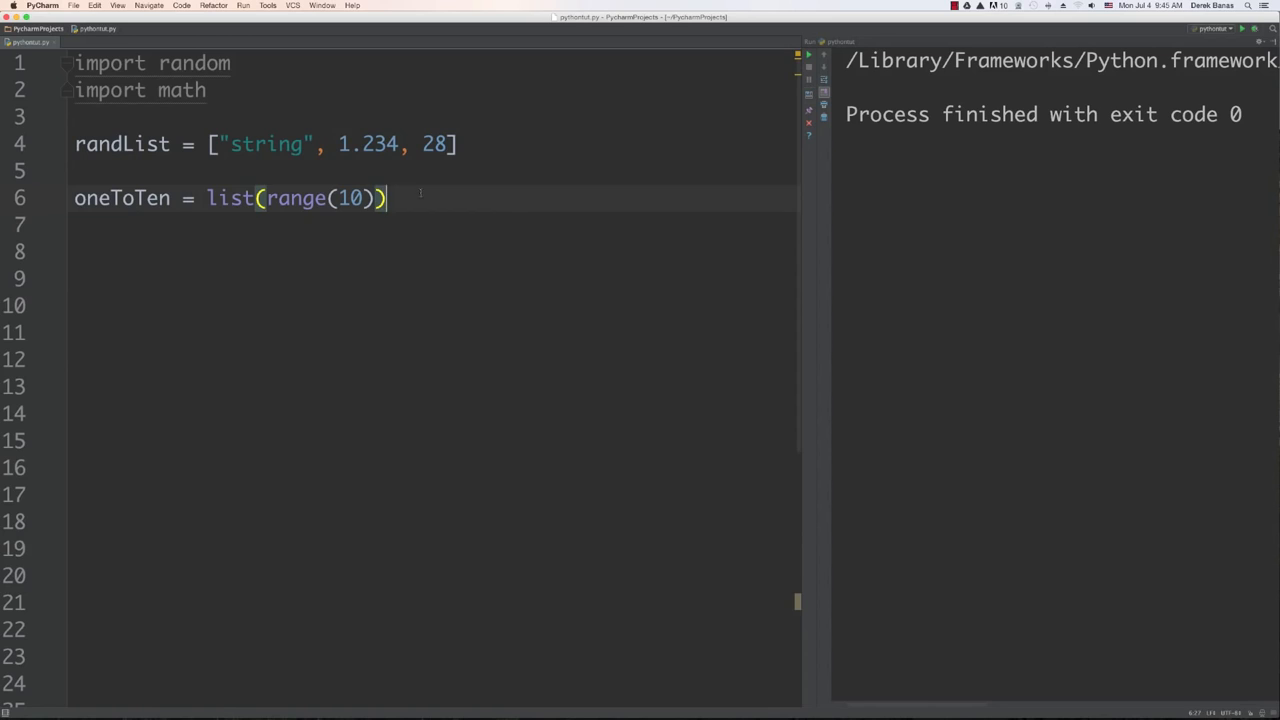 PyCharm File Edit View Navigate Code Refactor Run Tools VCS Window Help
10 Mon Jul 4 9:45 AM Derek Banas
pythontut.py - PycharmProjects - [~/PycharmProjects]
PycharmProjects pythontut.py
pythontut
pythontut.py
Run pythontut
1 import random
2 import math
3
4 randList = ["string", 1.234, 28]
5
6 oneToTen = list(range(10))
7
8
9
10
11
12
13
14
15
16
17
18
19
20
21
22
23
24
25
/Library/Frameworks/Python.framework
Process finished with exit code 0
6:27 LF‡ UTF-8‡